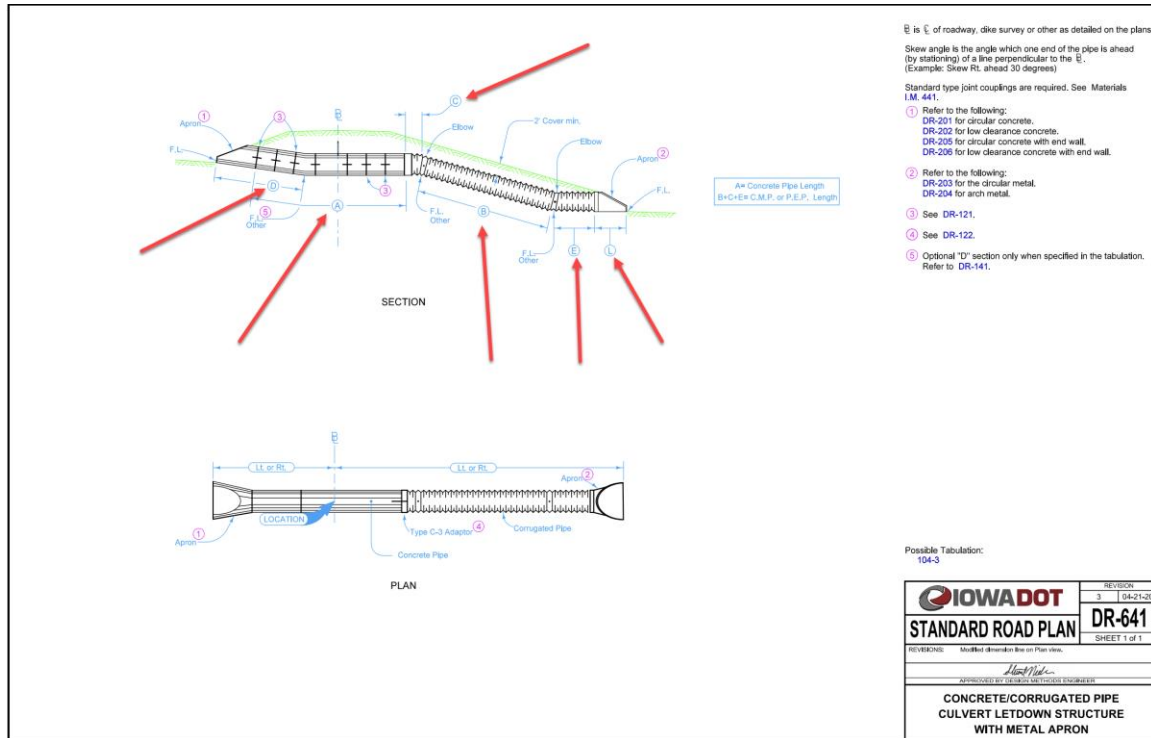 C
3
B
2' Cover min.
1
Apron
Elbow
Elbow
Apron 2
F.L.
F.L.
D
A
3
B
F.L.
Other
5
F.L.
Other
F.L.
Other
E
L
A= Concrete Pipe Length
B+C+E= C.M.P. or P.E.P. Length
SECTION
Lt. or Rt.
Lt. or Rt.
Apron 2
LOCATION
Apron 1
Type C-3 Adaptor 4
Corrugated Pipe
Concrete Pipe
PLAN
B is C of roadway, dike survey or other as detailed on the plans
Skew angle is the angle which one end of the pipe is ahead
(by stationing) of a line perpendicular to the B.
(Example: Skew Rt. ahead 30 degrees)
Standard type joint couplings are required. See Materials
I.M. 441.
1 Refer to the following:
DR-201 for circular concrete.
DR-202 for low clearance concrete.
DR-205 for circular concrete with end wall.
DR-206 for low clearance concrete with end wall.
2 Refer to the following:
DR-203 for the circular metal.
DR-204 for arch metal.
3 See DR-121.
4 See DR-122.
5 Optional "D" section only when specified in the tabulation.
Refer to DR-141.
Possible Tabulation:
104-3
IOWADOT
REVISION
3 04-21-20
STANDARD ROAD PLAN
DR-641
SHEET 1 of 1
REVISIONS: Modified dimension line on Plan view.
APPROVED BY DESIGN METHODS ENGINEER
CONCRETE/CORRUGATED PIPE
CULVERT LETDOWN STRUCTURE
WITH METAL APRON